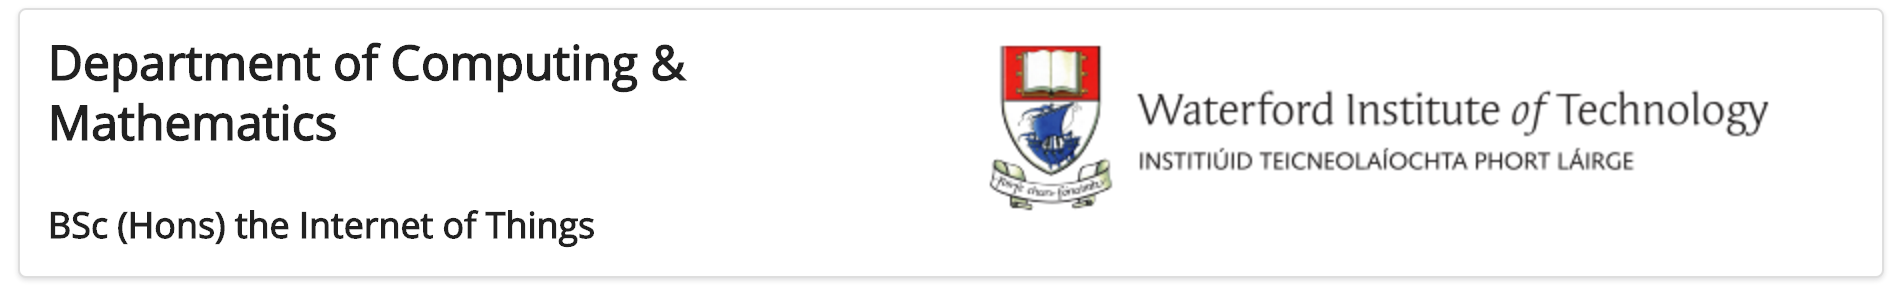 Department of Computing &
Mathematics
BSc (Hons) the Internet of Things
Waterford Institute of Technology
INSTITIÚID TEICNEOLAÍOCHTA PHORT LÁIRGE